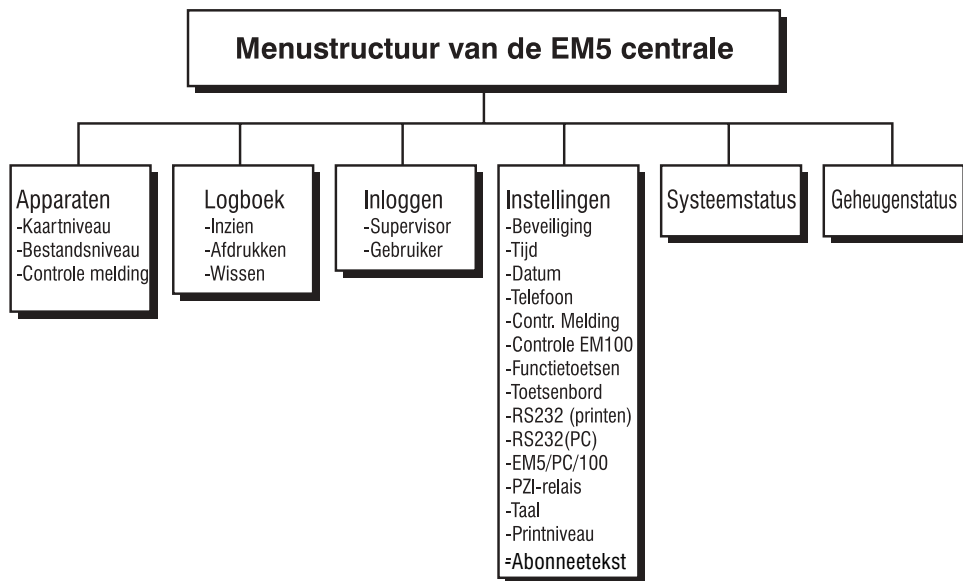 Menustructuur van de EM5 centrale
Apparaten
-Kaartniveau
-Bestandsniveau
-Controle melding
Logboek
-Inzien
-Afdrukken
-Wissen
Inloggen
-Supervisor
-Gebruiker
Instellingen
-Beveiliging
-Tijd
-Datum
-Telefoon
-Contr. Melding
-Controle EM100
-Functietoetsen
-Toetsenbord
-RS232 (printen)
-RS232(PC)
-EM5/PC/100
-PZI-relais
-Taal
-Printniveau
-Abonneetekst
Systeemstatus
Geheugenstatus